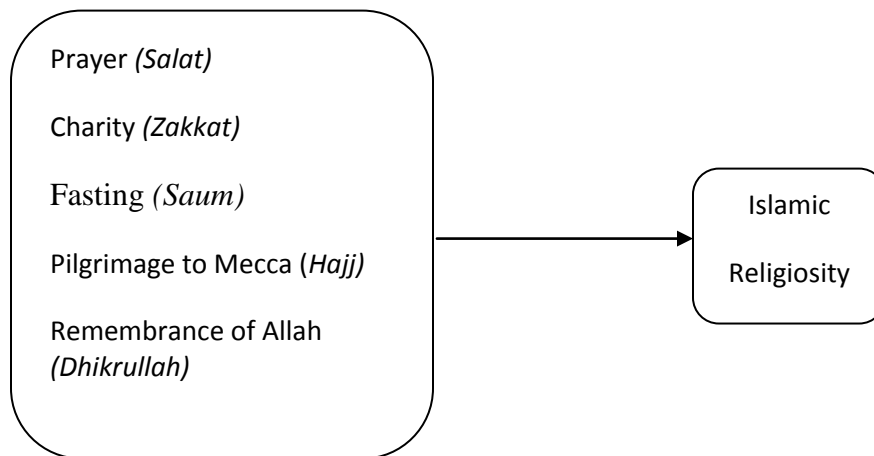 Prayer (Salat)
Charity (Zakkat)
Fasting (Saum)
Pilgrimage to Mecca (Hajj)
Remembrance of Allah
(Dhikrullah)
Islamic
Religiosity